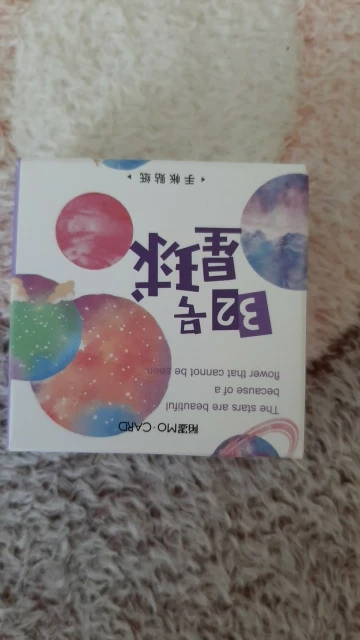 陌潆MO·CARD
The stars are beautiful
because of a
flower that cannot be seen
32号
星球
• 手帐贴纸 •